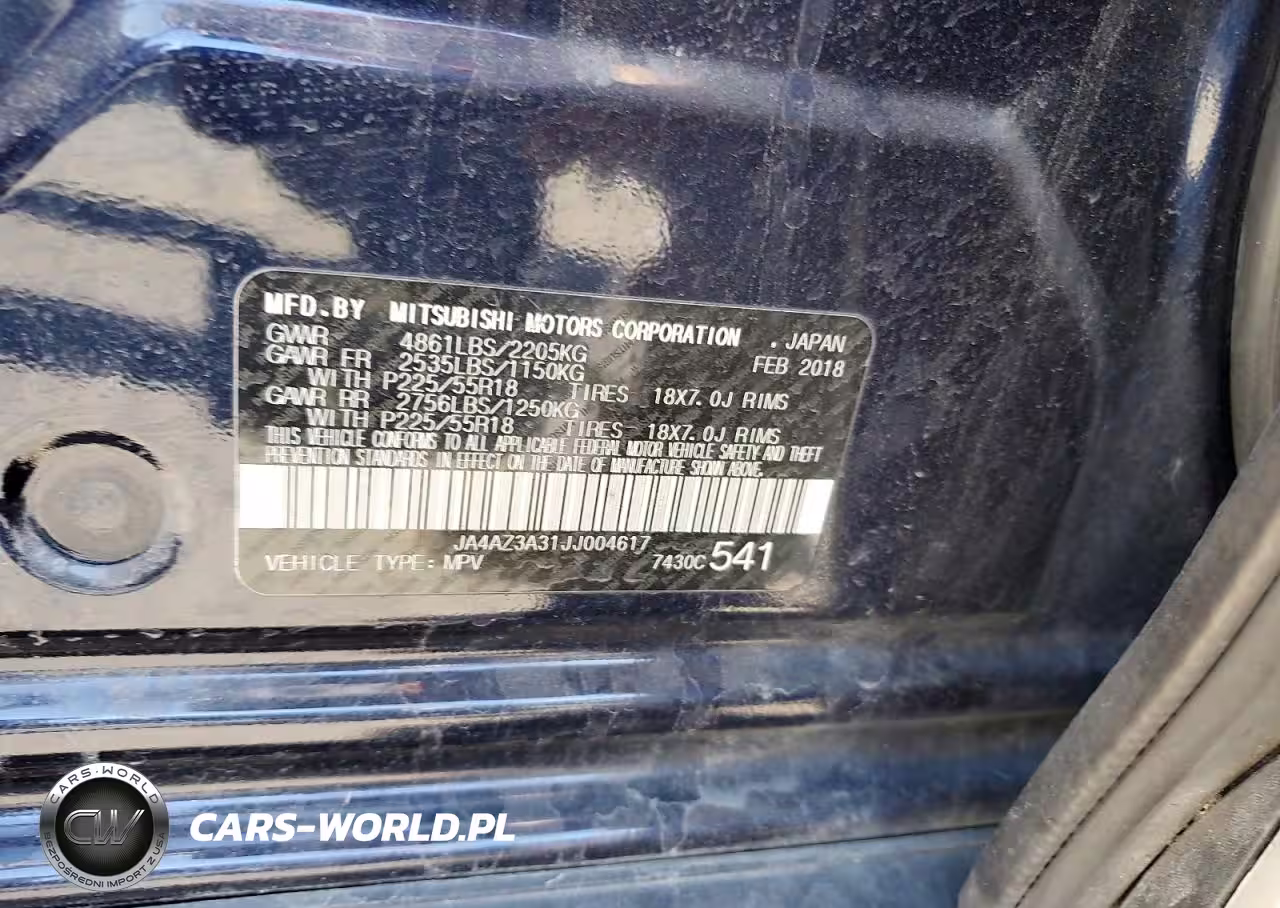 MFD.BY MITSUBISHI MOTORS CORPORATION . JAPAN
GVWR 4861LBS/2205KG FEB 2018
GAWR FR 2535LBS/1150KG
WITH P225/55R18 TIRES 18X7.0J RIMS
GAWR RR 2756LBS/1250KG
WITH P225/55R18 TIRES 18X7.0J RIMS
THIS VEHICLE CONFORMS TO ALL APPLICABLE FEDERAL MOTOR VEHICLE SAFETY AND THEFT
PREVENTION STANDARDS IN EFFECT ON THE DATE OF MANUFACTURE SHOWN ABOVE.
JA4AZ3A31JJ004617
VEHICLE TYPE: MPV 7430C 541
CARS-WORLD
CW
BEZPOŚREDNI IMPORT Z USA
CARS-WORLD.PL